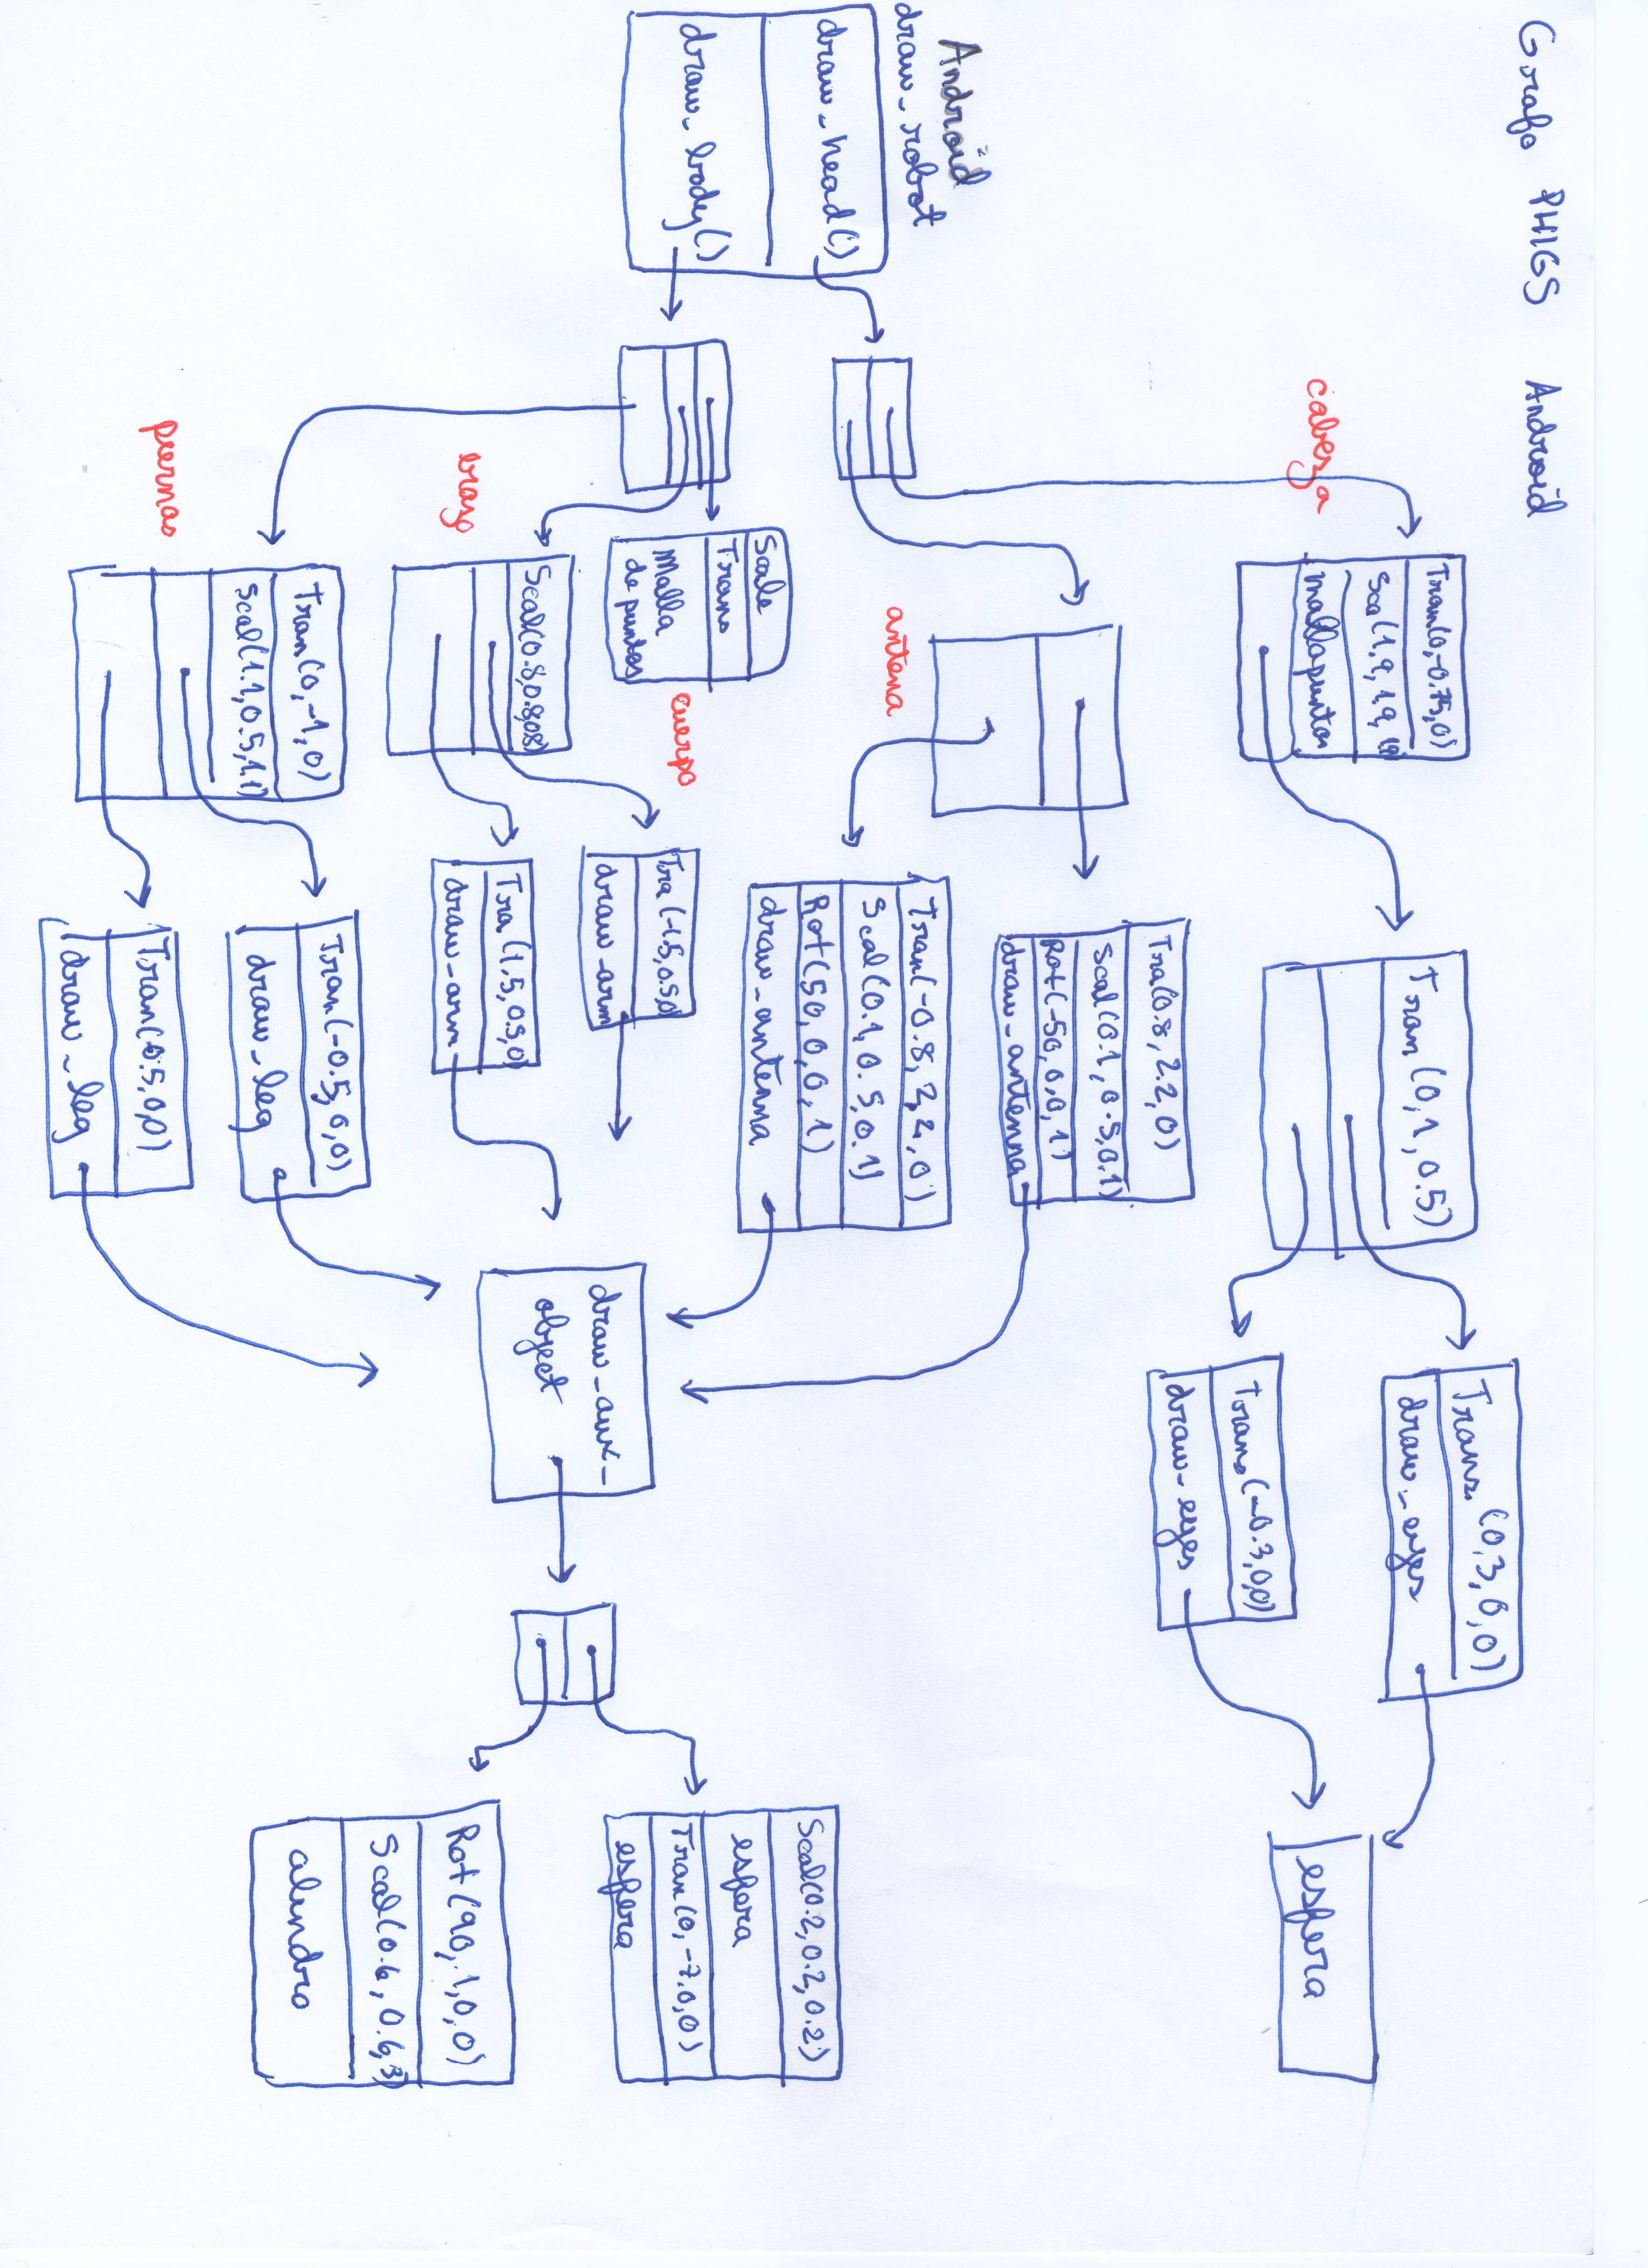 Grafo PHIGS Android
Tran(0,-0.75,0)
Sca(1.9,1.9,1.9)
mallapuntos
cabeza
Tran(0,1,0.5)
Trans(0,3,0,0)
draw_eyes
esfera
Trans(-0.3,0,0)
draw_eyes
Tra(0.8,2.2,0)
Scal(0.1,0.5,0.1)
Rot(-50,0,0,1)
draw_antenna
antena
Tran(-0.8,2,2,0)
Scal(0.1,0.5,0.1)
Rot(50,0,0,1)
draw_antenna
Android
draw_robot
draw_head()
draw_body()
Scale
Trans
Malla
de puntos
cuerpo
Tra(-1.5,0.5,0)
draw_arm
Scal(0.8,0.8,0.8)
brazo
Tra(1.5,0.5,0)
draw_arm
Tran(0,-1,0)
Scal(1.1,0.5,1.1)
piernas
Tran(-0.5,0,0)
draw_leg
Tran(0.5,0,0)
draw_leg
draw_aux_
object
Scal(0.2,0.2,0.2)
esfera
Tran(0,-7,0,0)
esfera
Rot(90,1,0,0)
Scal(0.6,0.6,3)
cilindro